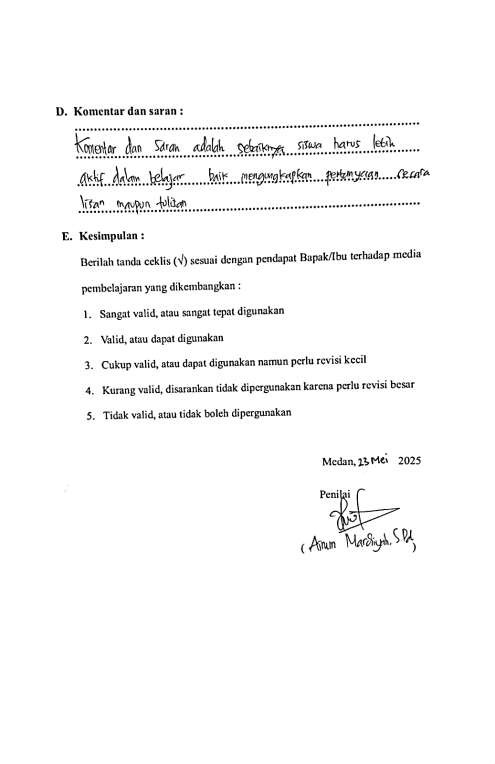 D. Komentar dan saran :
Komentar dan Saran adalah sebaiknya siswa harus lebih
aktif dalam belajar baik mengungkapkan pertanyaan secara
lisan maupun tulisan
E. Kesimpulan :
Berilah tanda ceklis (√) sesuai dengan pendapat Bapak/Ibu terhadap media
pembelajaran yang dikembangkan :
1. Sangat valid, atau sangat tepat digunakan
2. Valid, atau dapat digunakan
3. Cukup valid, atau dapat digunakan namun perlu revisi kecil
4. Kurang valid, disarankan tidak dipergunakan karena perlu revisi besar
5. Tidak valid, atau tidak boleh dipergunakan
Medan, 23 Mei 2025
Penilai
( Ainun Mardiyah, S.Pd )